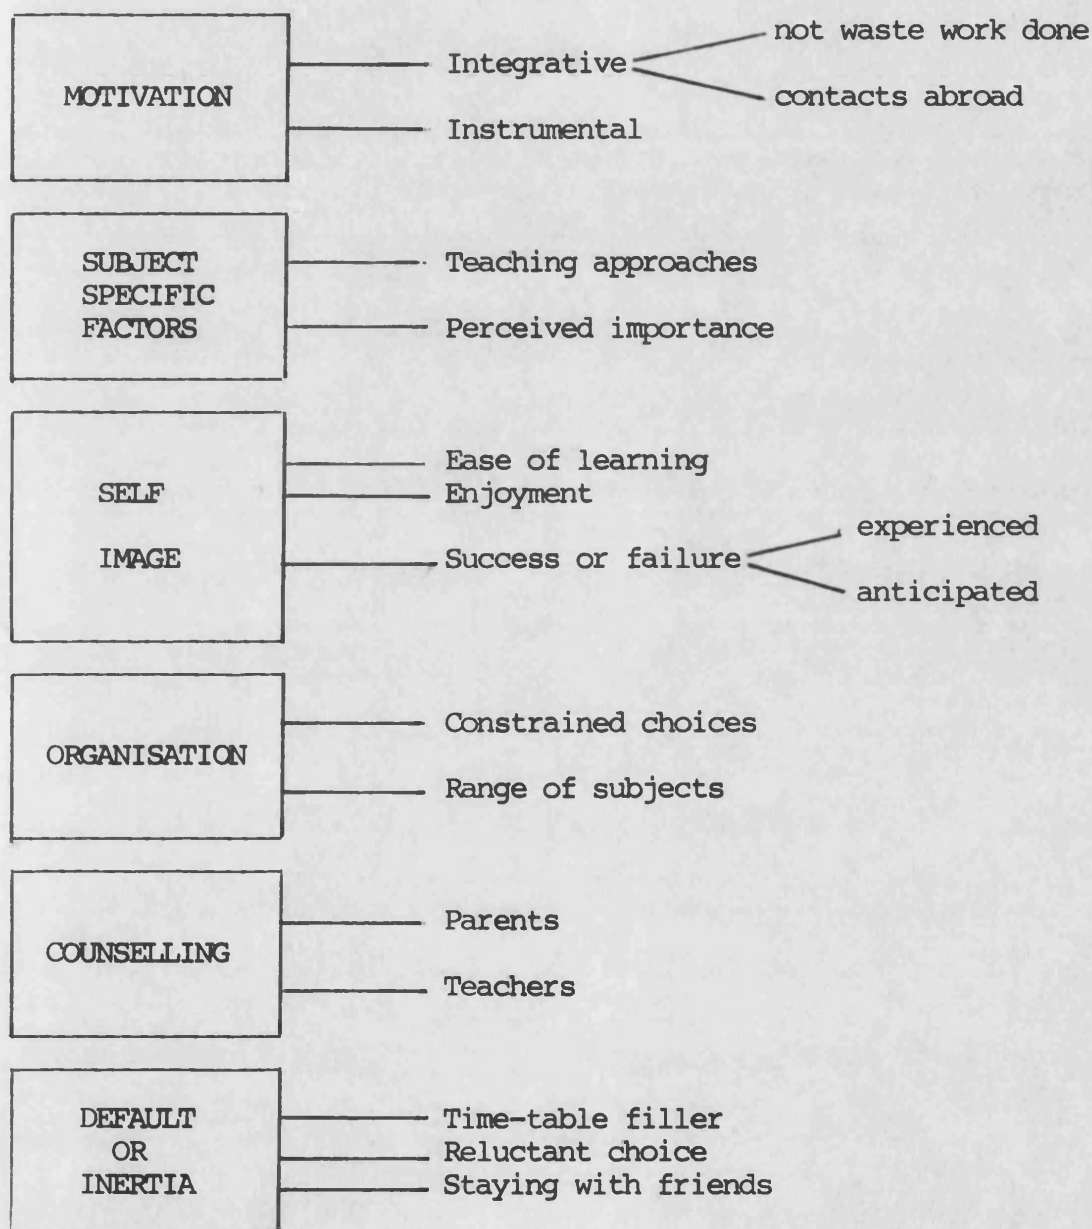 MOTIVATION
Integrative
not waste work done
contacts abroad
Instrumental
SUBJECT
SPECIFIC
FACTORS
Teaching approaches
Perceived importance
SELF
IMAGE
Ease of learning
Enjoyment
Success or failure
experienced
anticipated
ORGANISATION
Constrained choices
Range of subjects
COUNSELLING
Parents
Teachers
DEFAULT
OR
INERTIA
Time-table filler
Reluctant choice
Staying with friends